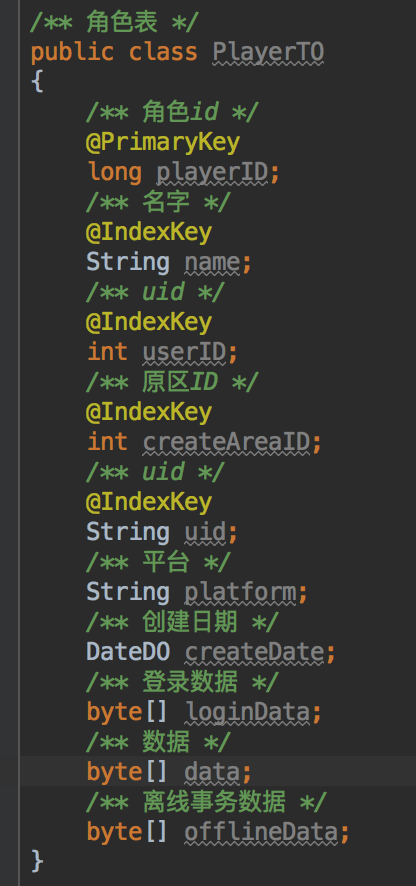 /** 角色表 */
public class PlayerTO
{
/** 角色id */
@PrimaryKey
long playerID;
/** 名字 */
@IndexKey
String name;
/** uid */
@IndexKey
int userID;
/** 原区ID */
@IndexKey
int createAreaID;
/** uid */
@IndexKey
String uid;
/** 平台 */
String platform;
/** 创建日期 */
DateDO createDate;
/** 登录数据 */
byte[] loginData;
/** 数据 */
byte[] data;
/** 离线事务数据 */
byte[] offlineData;
}